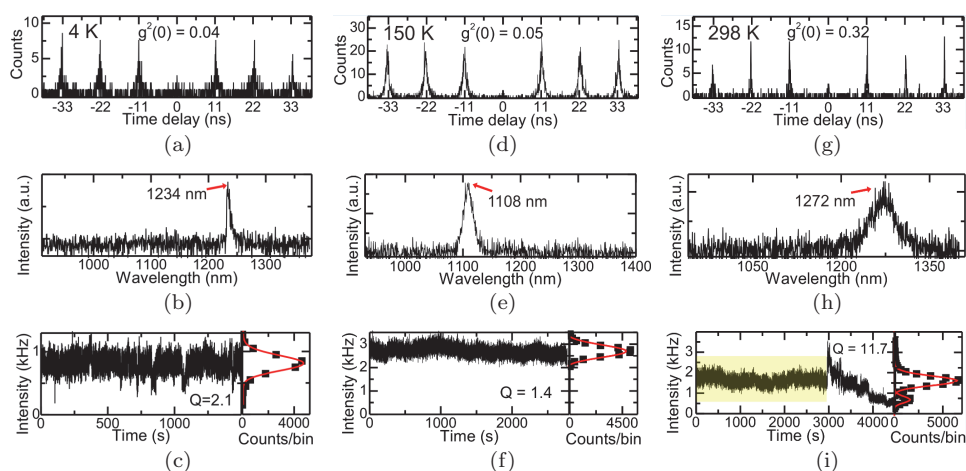 10
5
0
Counts
4 K
g²(0) = 0.04
-33 -22 -11 0 11 22 33
Time delay (ns)
(a)
30
20
10
0
Counts
150 K
g²(0) = 0.05
-33 -22 -11 0 11 22 33
Time delay (ns)
(d)
15
10
5
0
Counts
298 K
g²(0) = 0.32
-33 -22 -11 0 11 22 33
Time delay (ns)
(g)
Intensity (a.u.)
1234 nm
1000 1100 1200 1300
Wavelength (nm)
(b)
Intensity (a.u.)
1108 nm
1000 1100 1200 1300 1400
Wavelength (nm)
(e)
Intensity (a.u.)
1272 nm
1050 1200 1350
Wavelength (nm)
(h)
Intensity (kHz)
1
0
Q=2.1
0 500 1000 1500 0 4000
Time (s)
Counts/bin
(c)
Intensity (kHz)
3
2
1
0
Q = 1.4
0 1000 2000 0 4500
Time (s)
Counts/bin
(f)
Intensity (kHz)
4
3
2
1
0
Q = 11.7
0 1000 2000 3000 4000 0 5000
Time (s)
Counts/bin
(i)